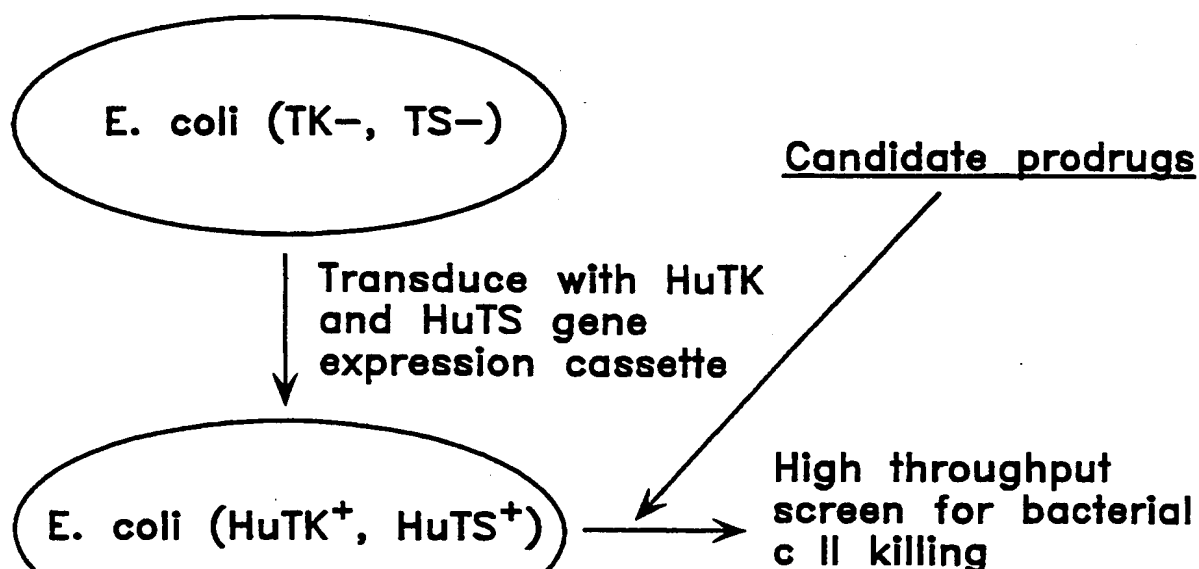 E. coli (TK–, TS–)
Candidate prodrugs
Transduce with HuTK
and HuTS gene
expression cassette
E. coli (HuTK⁺, HuTS⁺)
High throughput
screen for bacterial
c ll killing